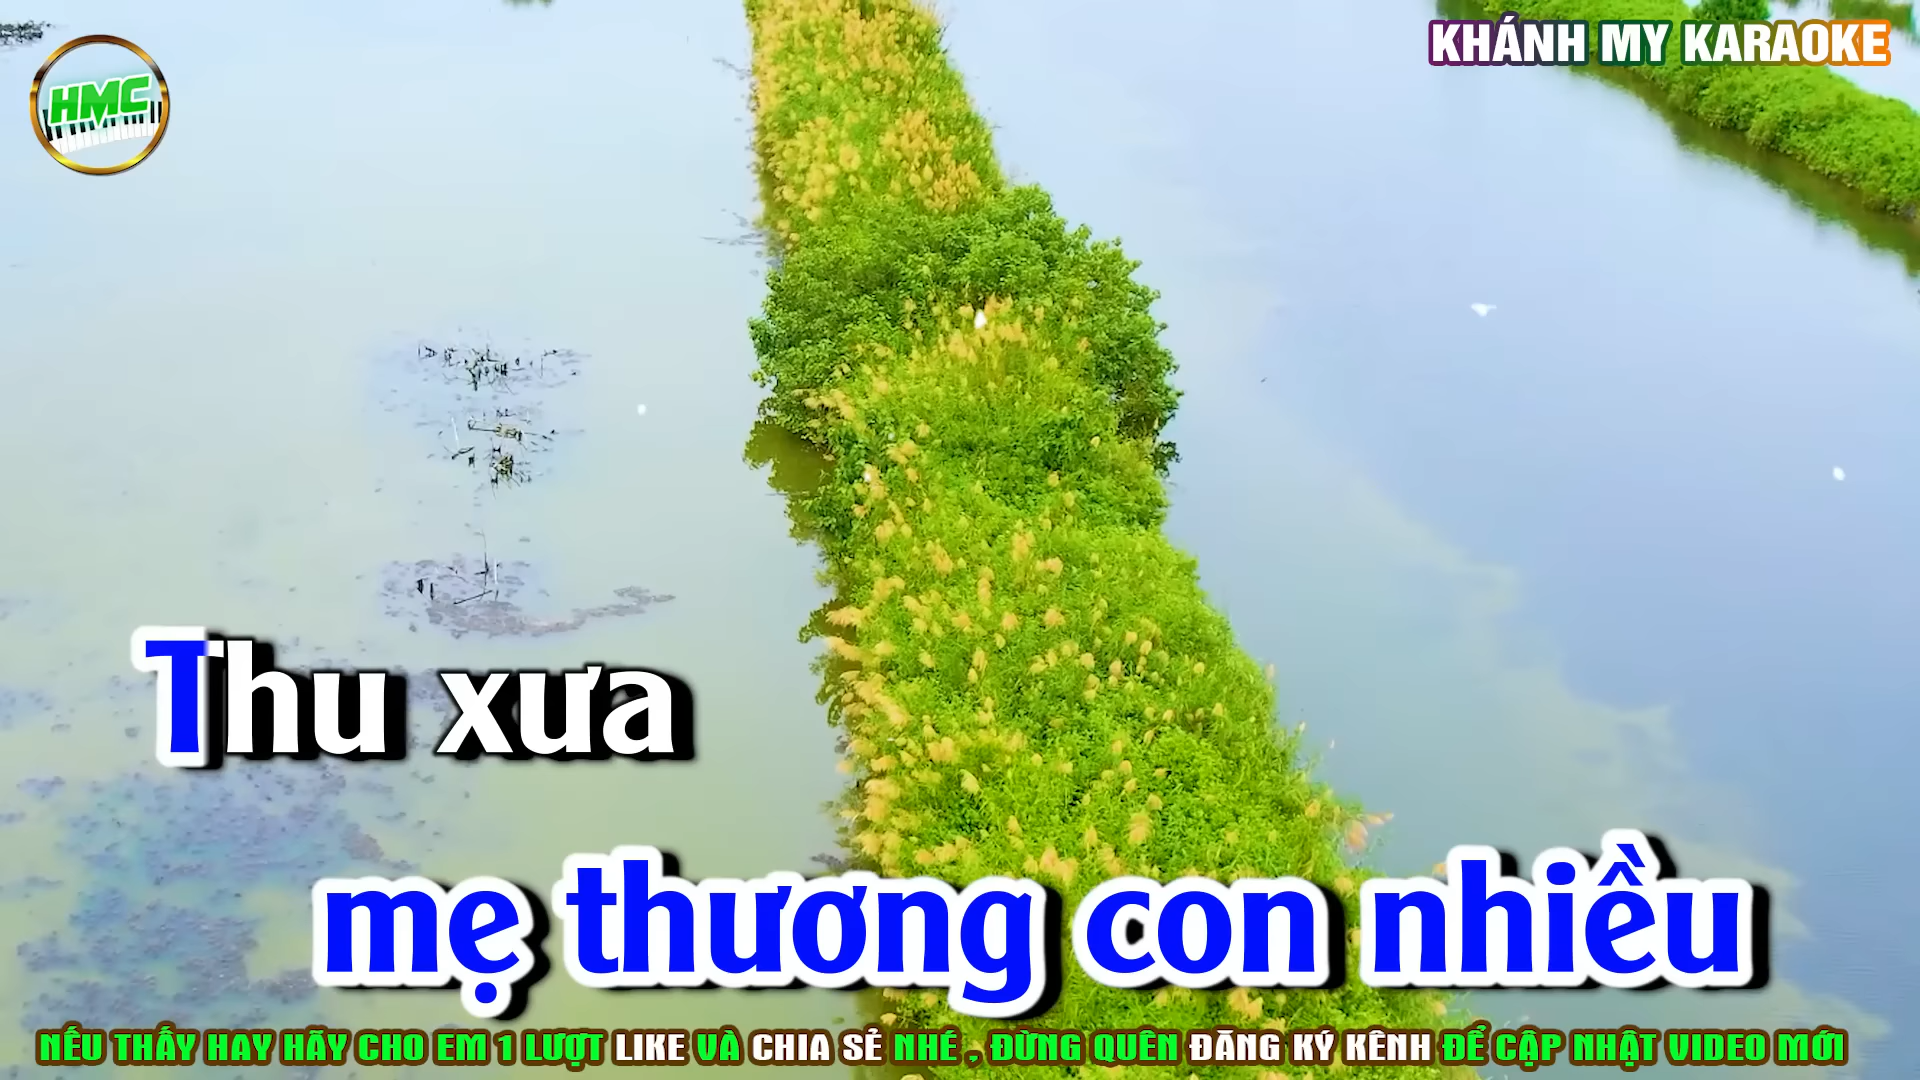 KHÁNH MY KARAOKE
HMC
Thu xưa
mẹ thương con nhiều
NẾU THẤY HAY HÃY CHO EM 1 LƯỢT LIKE VÀ CHIA SẺ NHÉ , ĐỪNG QUÊN ĐĂNG KÝ KÊNH ĐỂ CẬP NHẬT VIDEO MỚI